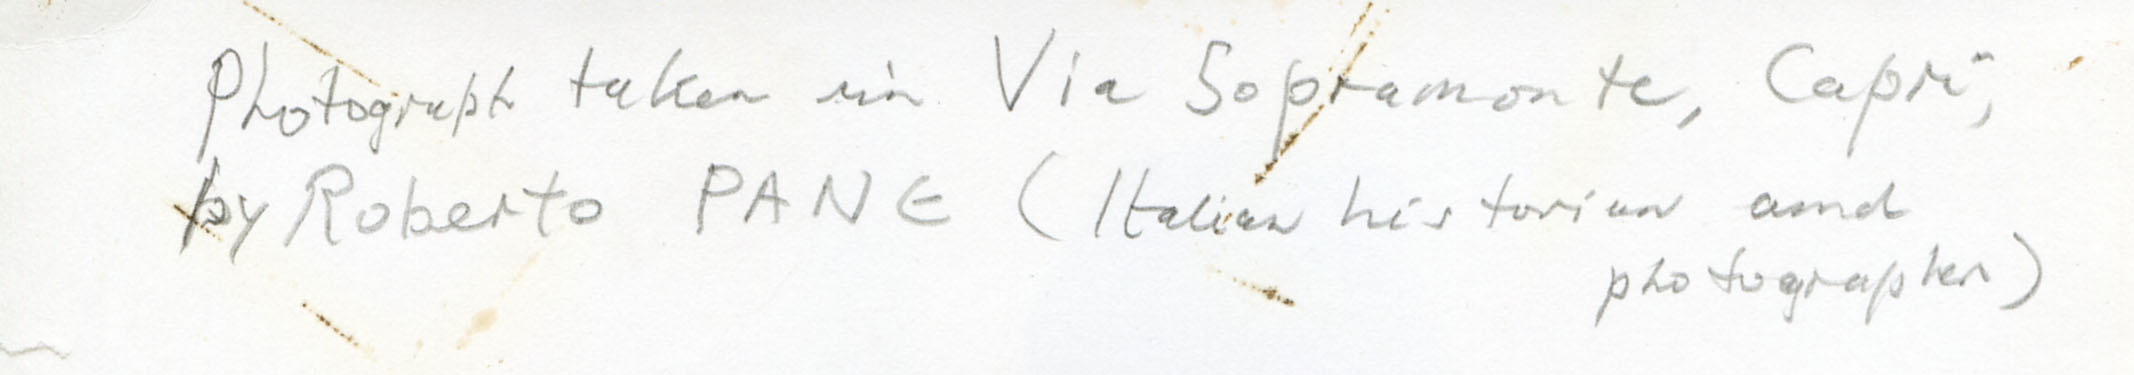 Photograph taken in Via Sopramonte, Capri,
by Roberto PANE (Italian historian and
photographer)